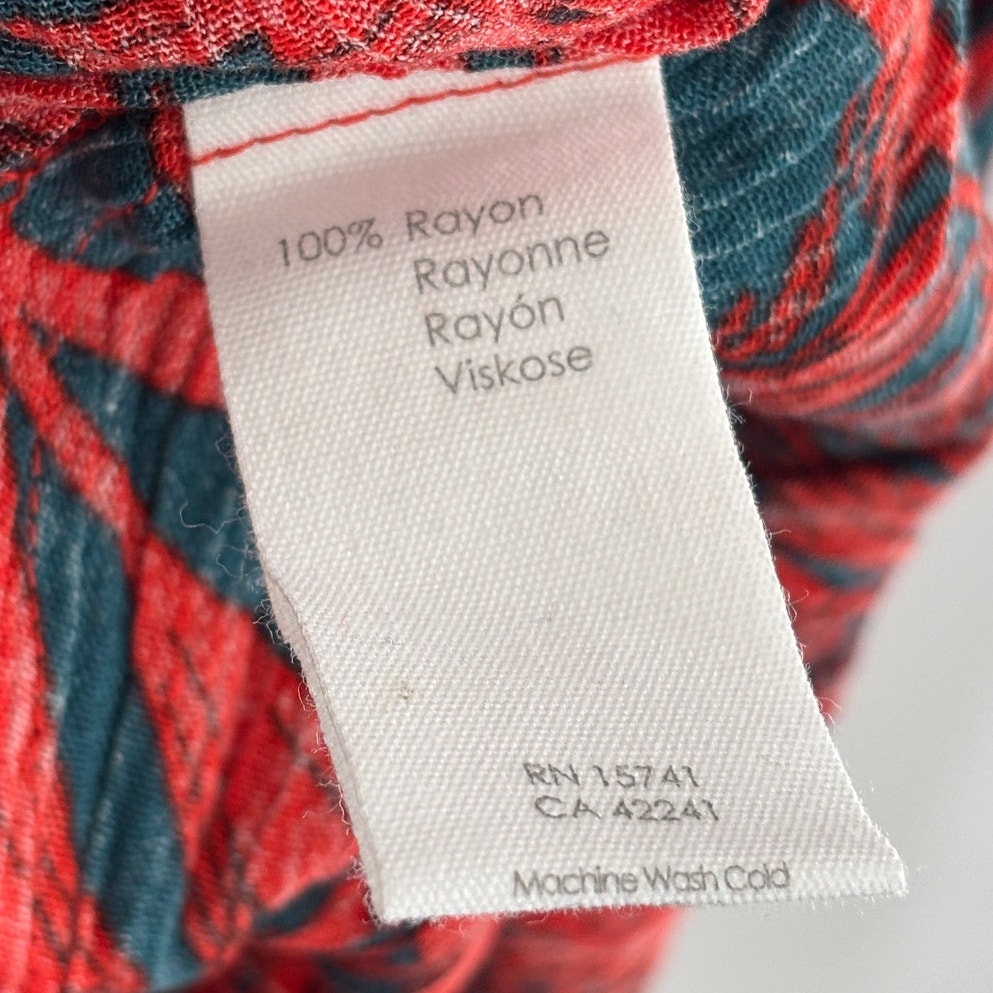 100% Rayon
Rayonne
Rayón
Viskose
RN 15741
CA 42241
Machine Wash Cold